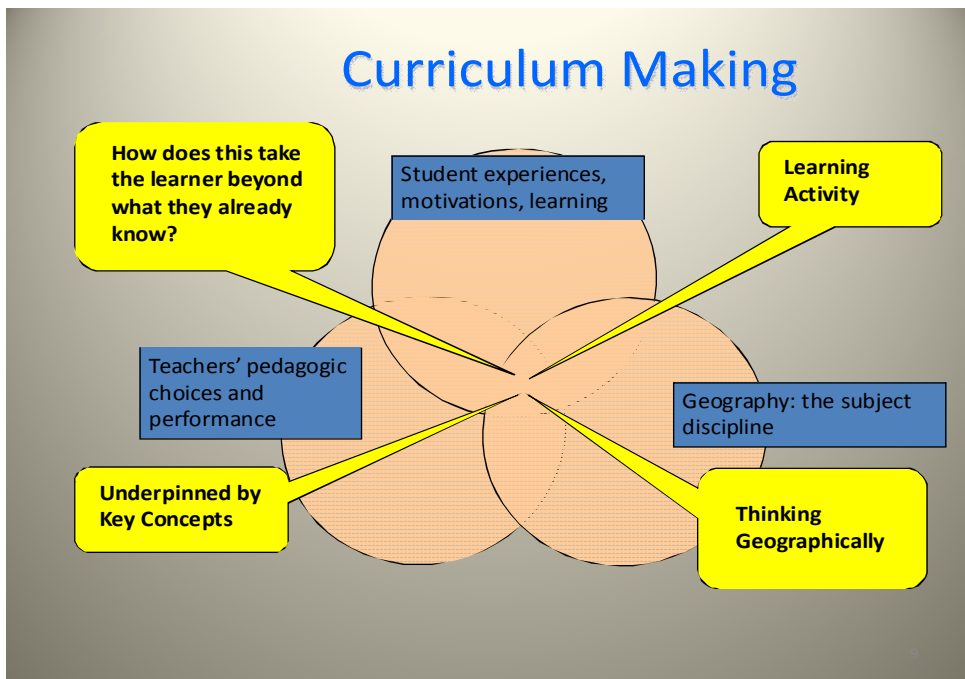 Curriculum Making
How does this take
the learner beyond
what they already
know?
Student experiences,
motivations, learning
Learning
Activity
Teachers’ pedagogic
choices and
performance
Geography: the subject
discipline
Underpinned by
Key Concepts
Thinking
Geographically
9